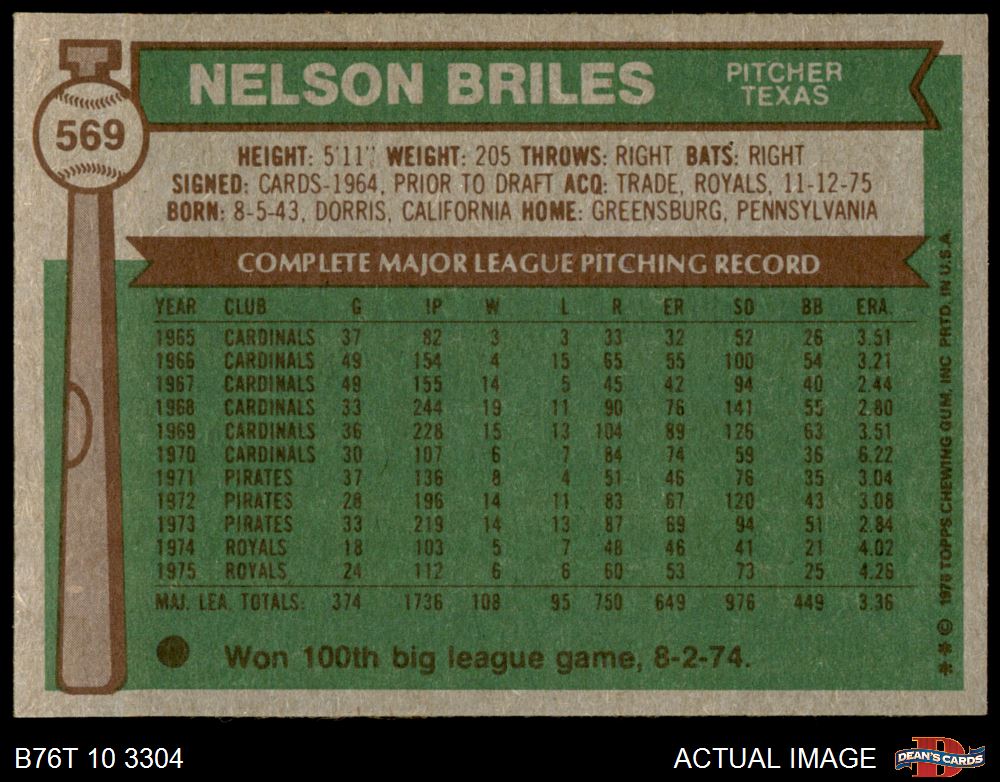 569
NELSON BRILES
PITCHER
TEXAS
HEIGHT: 5'11" WEIGHT: 205 THROWS: RIGHT BATS: RIGHT
SIGNED: CARDS-1964, PRIOR TO DRAFT ACQ: TRADE, ROYALS, 11-12-75
BORN: 8-5-43, DORRIS, CALIFORNIA HOME: GREENSBURG, PENNSYLVANIA
COMPLETE MAJOR LEAGUE PITCHING RECORD
YEAR CLUB G IP W L R ER SO BB ERA.
1965 CARDINALS 37 82 3 3 33 32 52 26 3.51
1966 CARDINALS 49 154 4 15 65 55 100 54 3.21
1967 CARDINALS 49 155 14 5 45 42 94 40 2.44
1968 CARDINALS 33 244 19 11 90 76 141 55 2.80
1969 CARDINALS 36 228 15 13 104 89 126 63 3.51
1970 CARDINALS 30 107 6 7 84 74 59 36 6.22
1971 PIRATES 37 136 8 4 51 46 76 35 3.04
1972 PIRATES 28 196 14 11 83 67 120 43 3.08
1973 PIRATES 33 219 14 13 87 69 94 51 2.84
1974 ROYALS 18 103 5 7 48 46 41 21 4.02
1975 ROYALS 24 112 6 6 60 53 73 25 4.26
MAJ. LEA. TOTALS: 374 1736 108 95 750 649 976 449 3.36
Won 100th big league game, 8-2-74.
** © 1976 TOPPS CHEWING GUM, INC. PRTD. IN U.S.A.
B76T 10 3304
ACTUAL IMAGE
DEAN'S CARDS